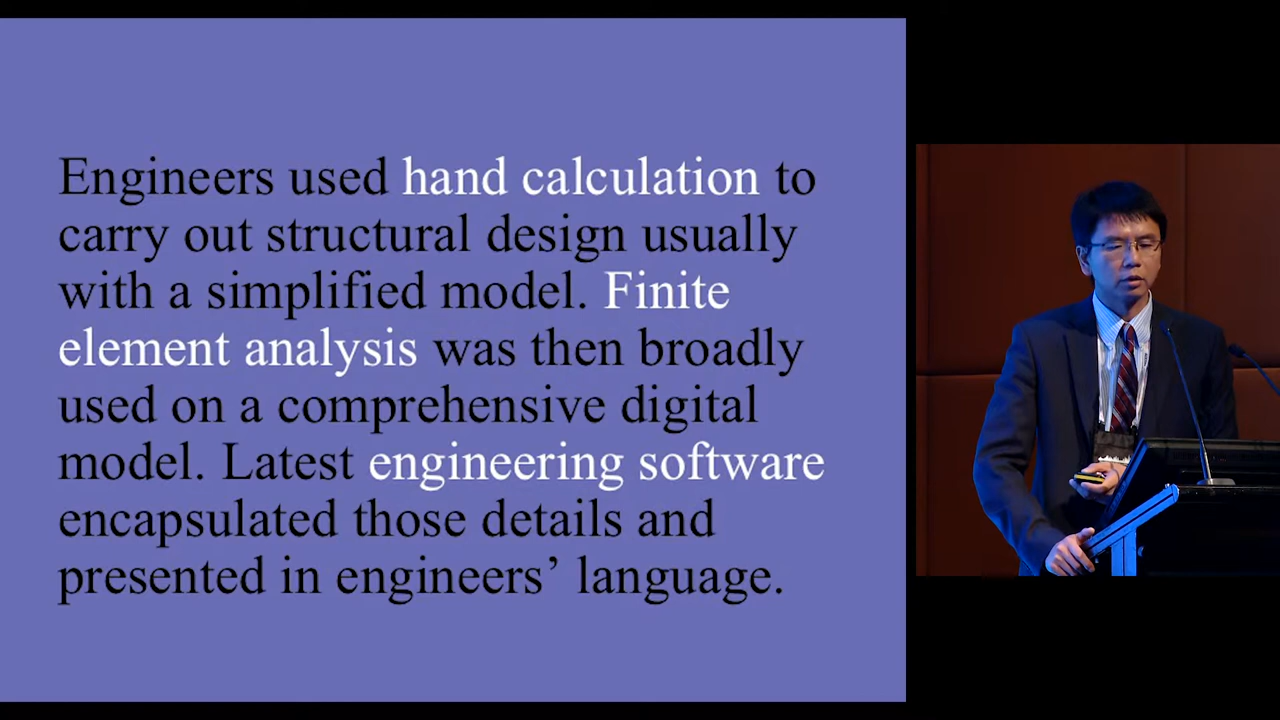 Engineers used hand calculation to
carry out structural design usually
with a simplified model. Finite
element analysis was then broadly
used on a comprehensive digital
model. Latest engineering software
encapsulated those details and
presented in engineers’ language.